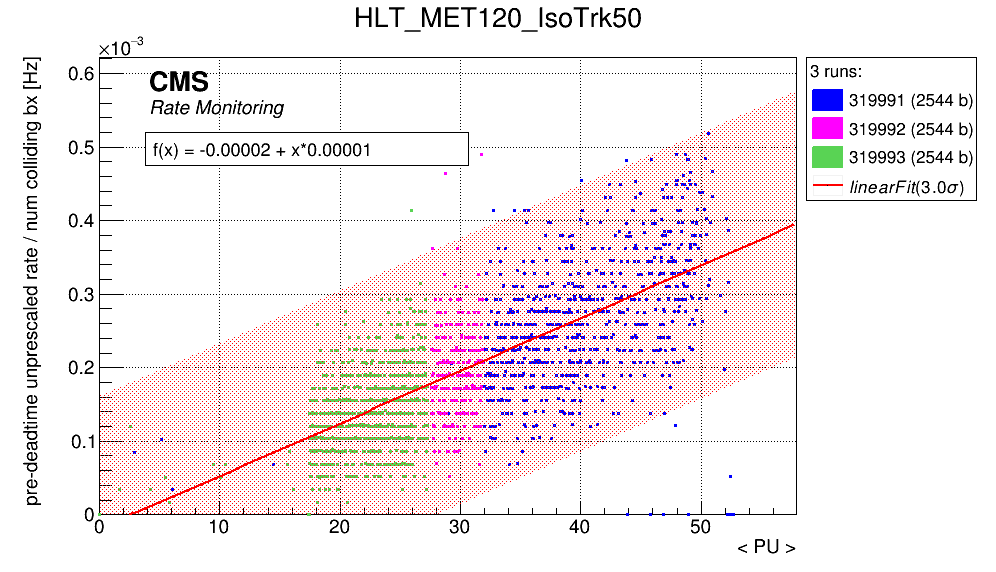 HLT_MET120_IsoTrk50
×10⁻³
pre-deadtime unprescaled rate / num colliding bx [Hz]
0.6
0.5
0.4
0.3
0.2
0.1
0
CMS
Rate Monitoring
f(x) = -0.00002 + x*0.00001
0 10 20 30 40 50
< PU >
3 runs:
319991 (2544 b)
319992 (2544 b)
319993 (2544 b)
linearFit(3.0σ)